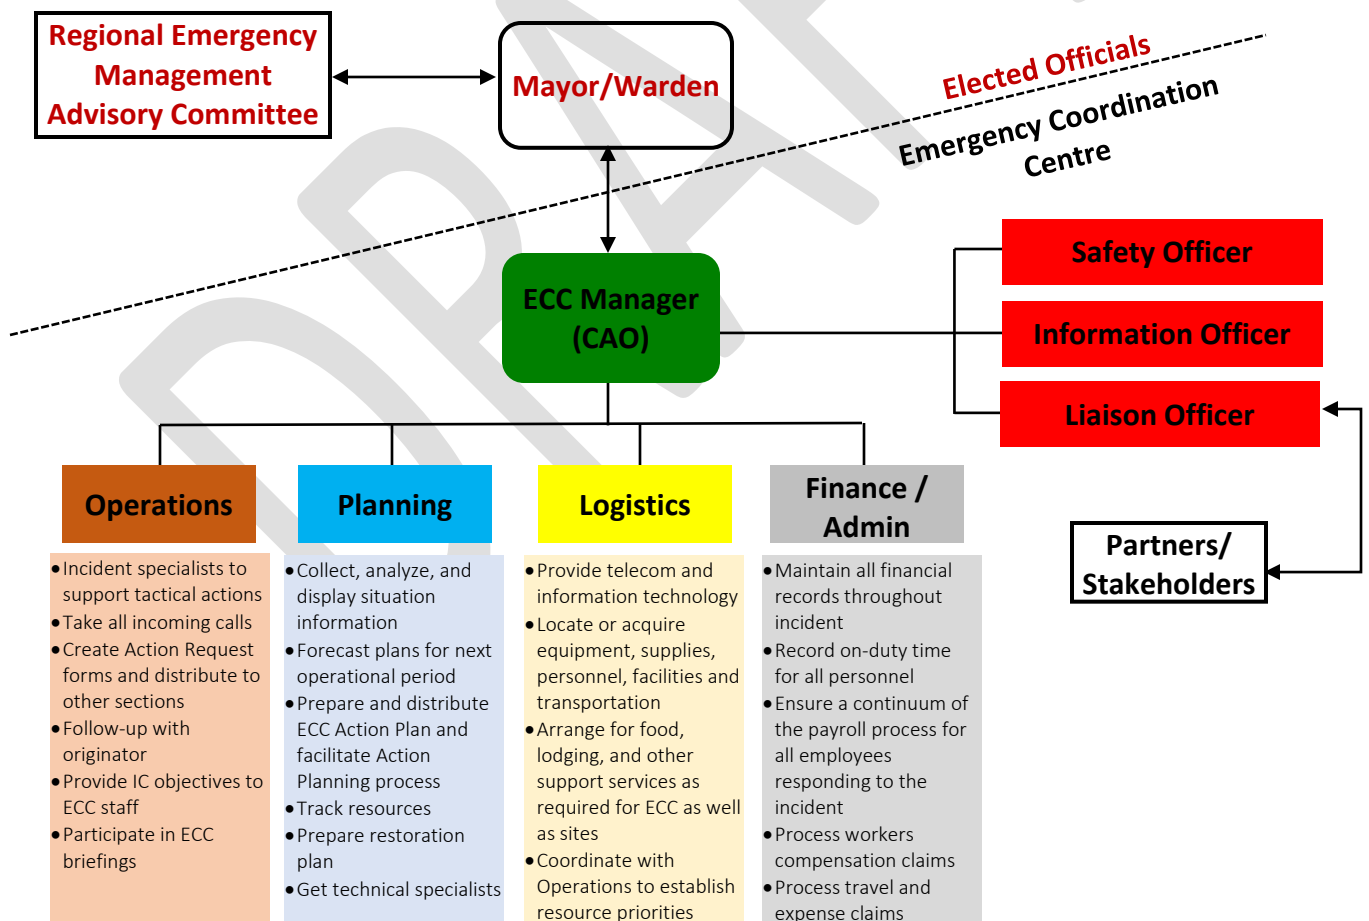 Regional Emergency
Management
Advisory Committee
Mayor/Warden
Elected Officials
Emergency Coordination
Centre
DRAF
ECC Manager
(CAO)
Safety Officer
Information Officer
Liaison Officer
Partners/
Stakeholders
Operations
•Incident specialists to
support tactical actions
•Take all incoming calls
•Create Action Request
forms and distribute to
other sections
•Follow-up with
originator
•Provide IC objectives to
ECC staff
•Participate in ECC
briefings
Planning
•Collect, analyze, and
display situation
information
•Forecast plans for next
operational period
•Prepare and distribute
ECC Action Plan and
facilitate Action
Planning process
•Track resources
•Prepare restoration
plan
•Get technical specialists
Logistics
•Provide telecom and
information technology
•Locate or acquire
equipment, supplies,
personnel, facilities and
transportation
•Arrange for food,
lodging, and other
support services as
required for ECC as well
as sites
•Coordinate with
Operations to establish
resource priorities
Finance /
Admin
•Maintain all financial
records throughout
incident
•Record on-duty time
for all personnel
•Ensure a continuum of
the payroll process for
all employees
responding to the
incident
•Process workers
compensation claims
•Process travel and
expense claims